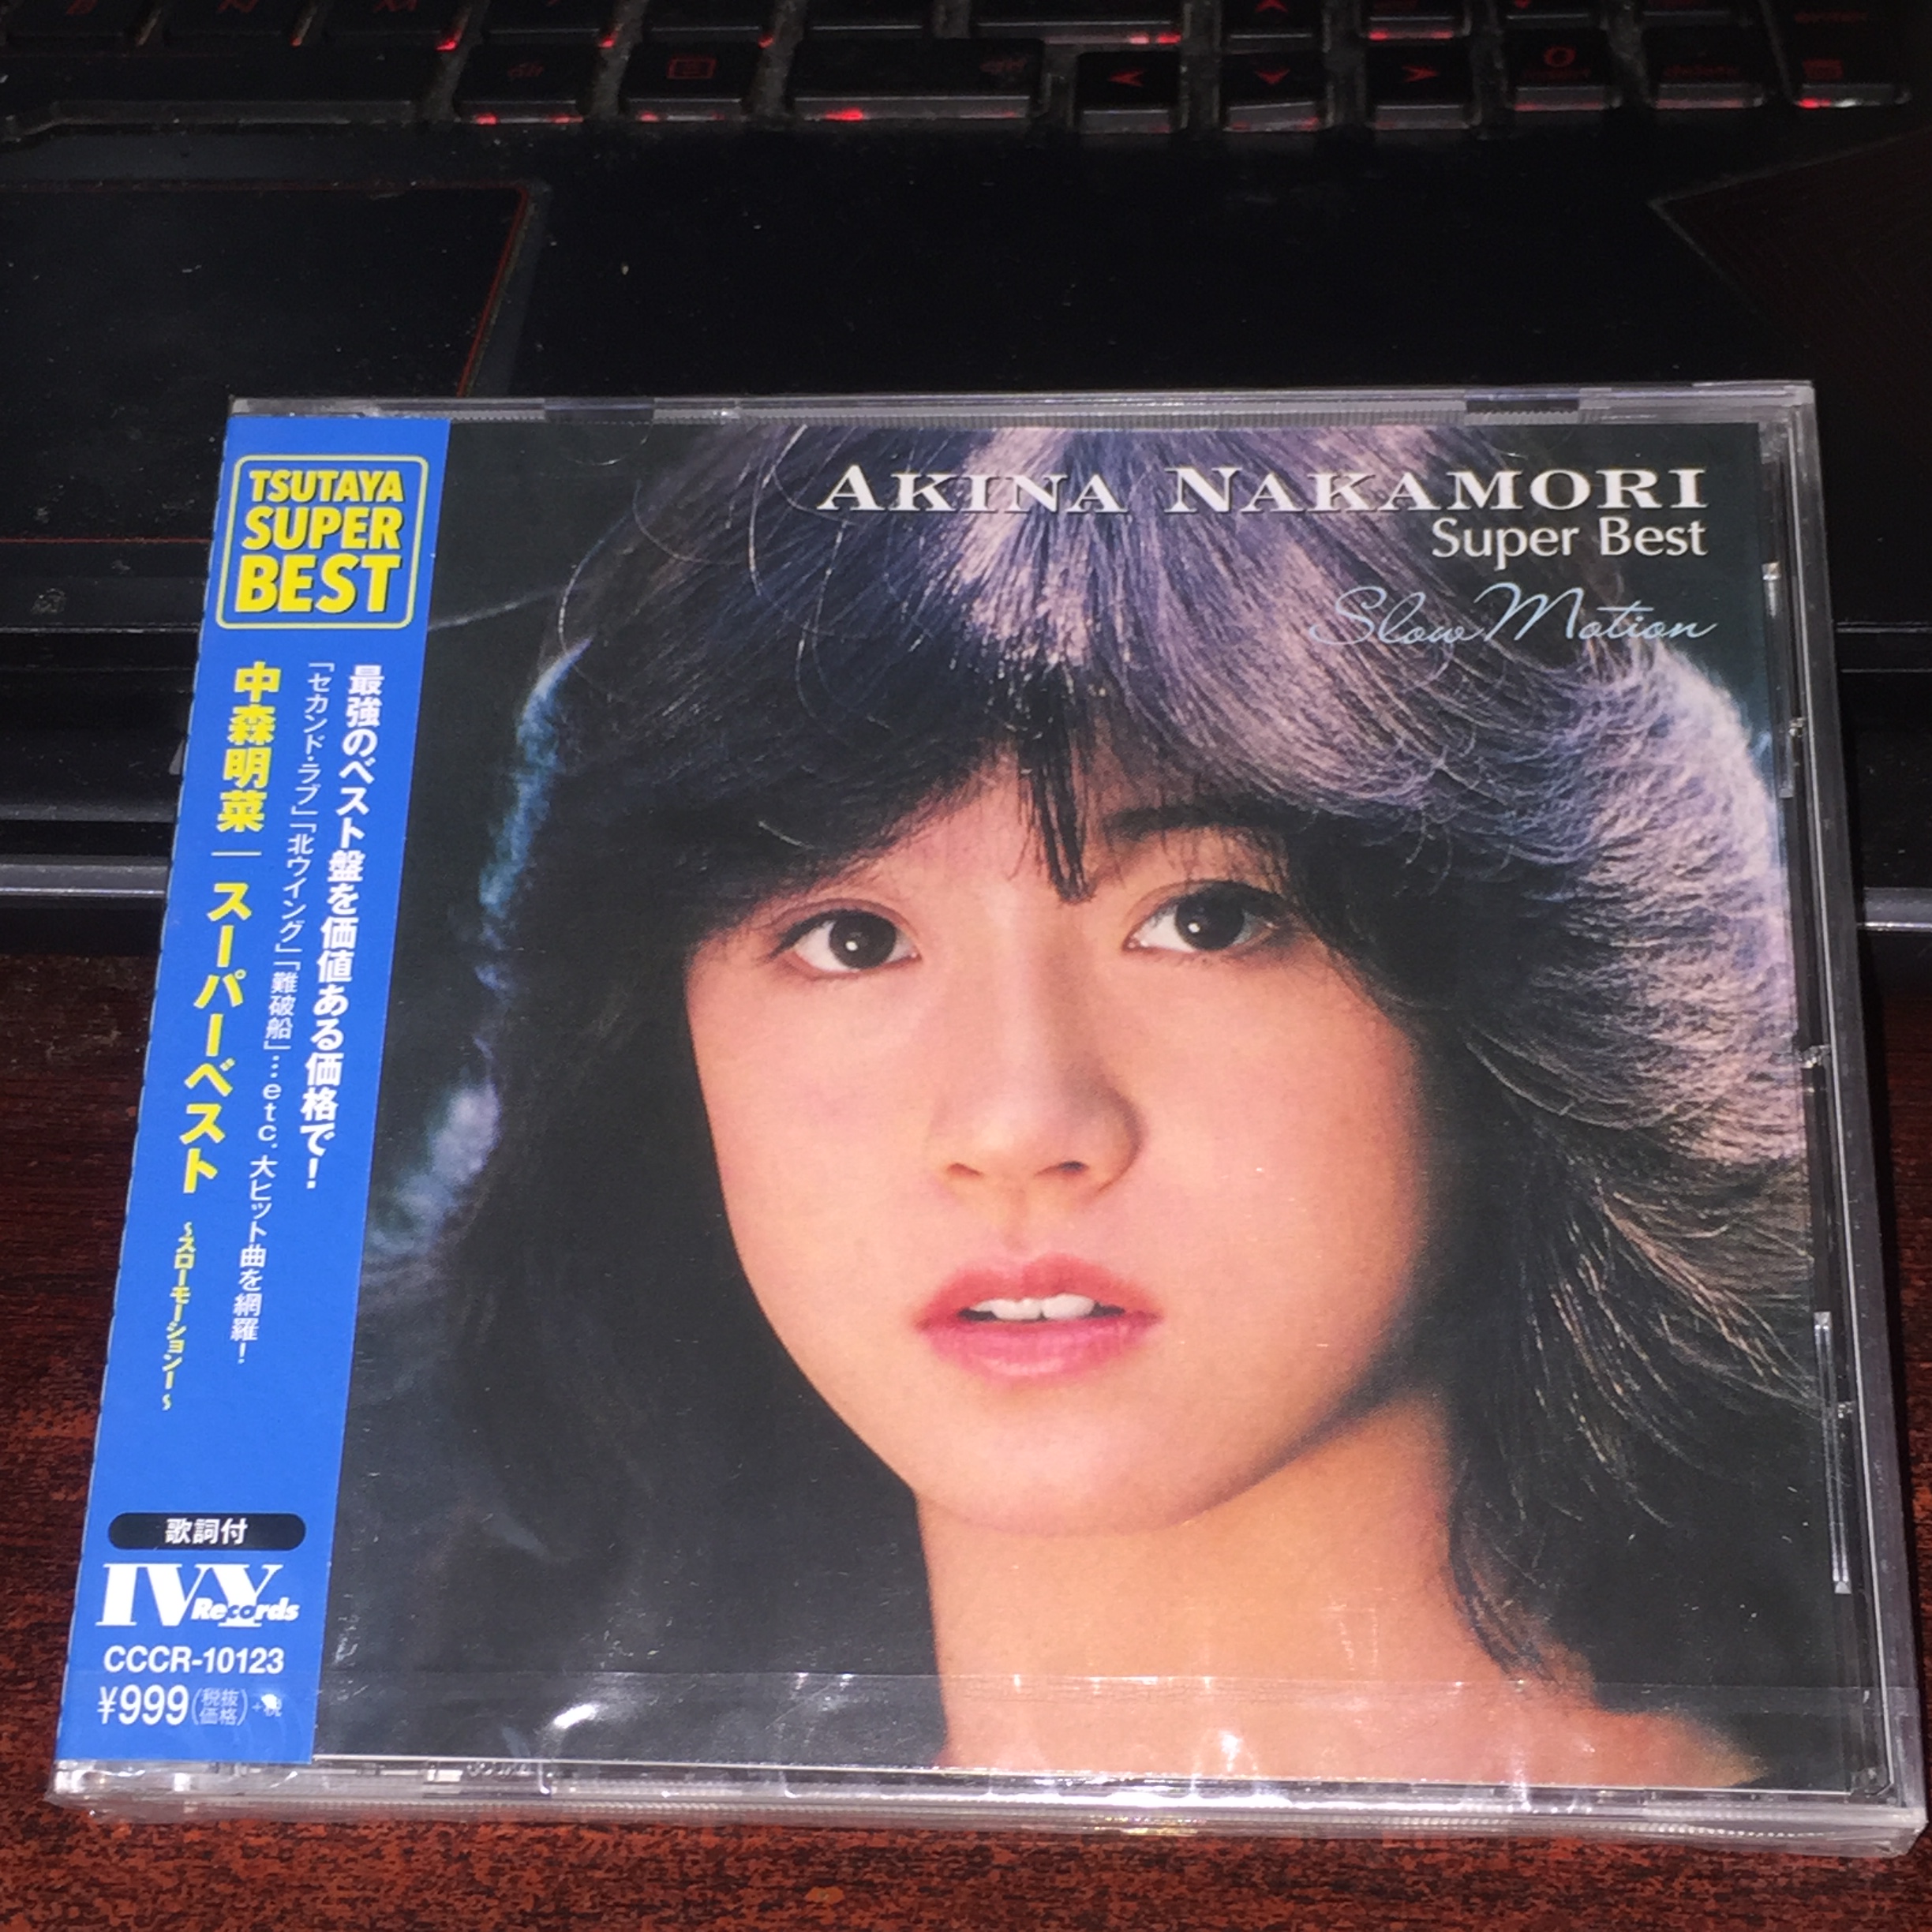 AKINA NAKAMORI
Super Best
Slow Motion
TSUTAYA
SUPER
BEST
最強のベスト盤を価値ある価格で!
「セカンド・ラブ」「北ウイング」「難破船」…etc.大ヒット曲を網羅!
中森明菜|スーパーベスト ~スローモーション~
歌詞付
IVY
Records
CCCR-10123
¥999(税抜価格)+税